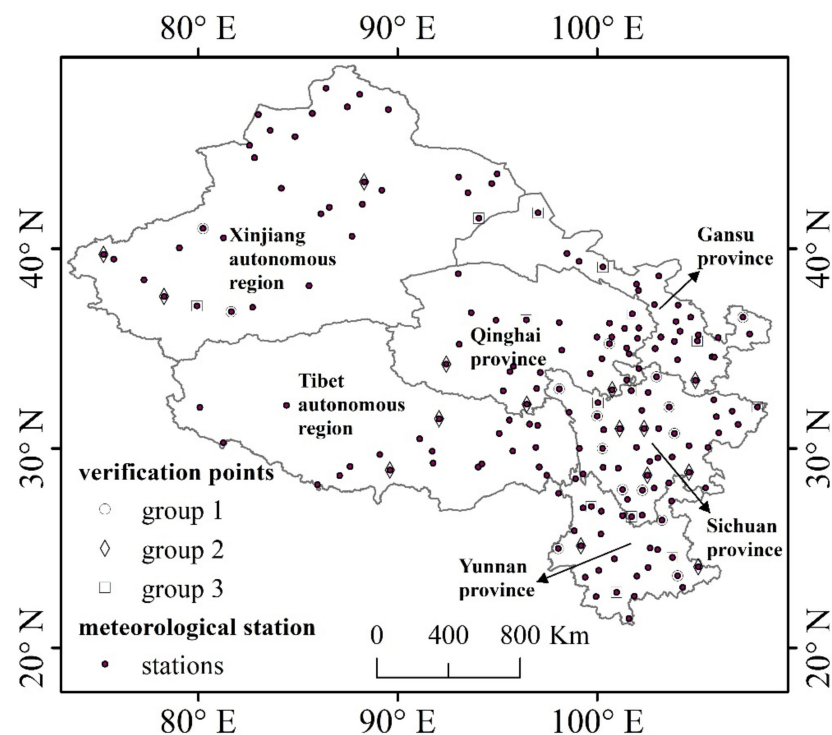 80° E 90° E 100° E
40° N
40° N
Gansu
province
Xinjiang
autonomous
region
Qinghai
province
Tibet
autonomous
region
30° N
30° N
verification points
group 1
group 2
group 3
Sichuan
province
Yunnan
province
meteorological station
stations
0 400 800 Km
20° N
20° N
80° E 90° E 100° E